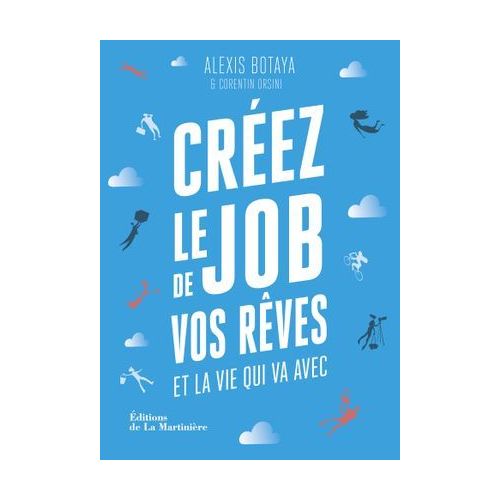 ALEXIS BOTAYA
& CORENTIN ORSINI
CRÉEZ
LE JOB
DE
VOS RÊVES
ET LA VIE QUI VA AVEC
Éditions
de La Martinière